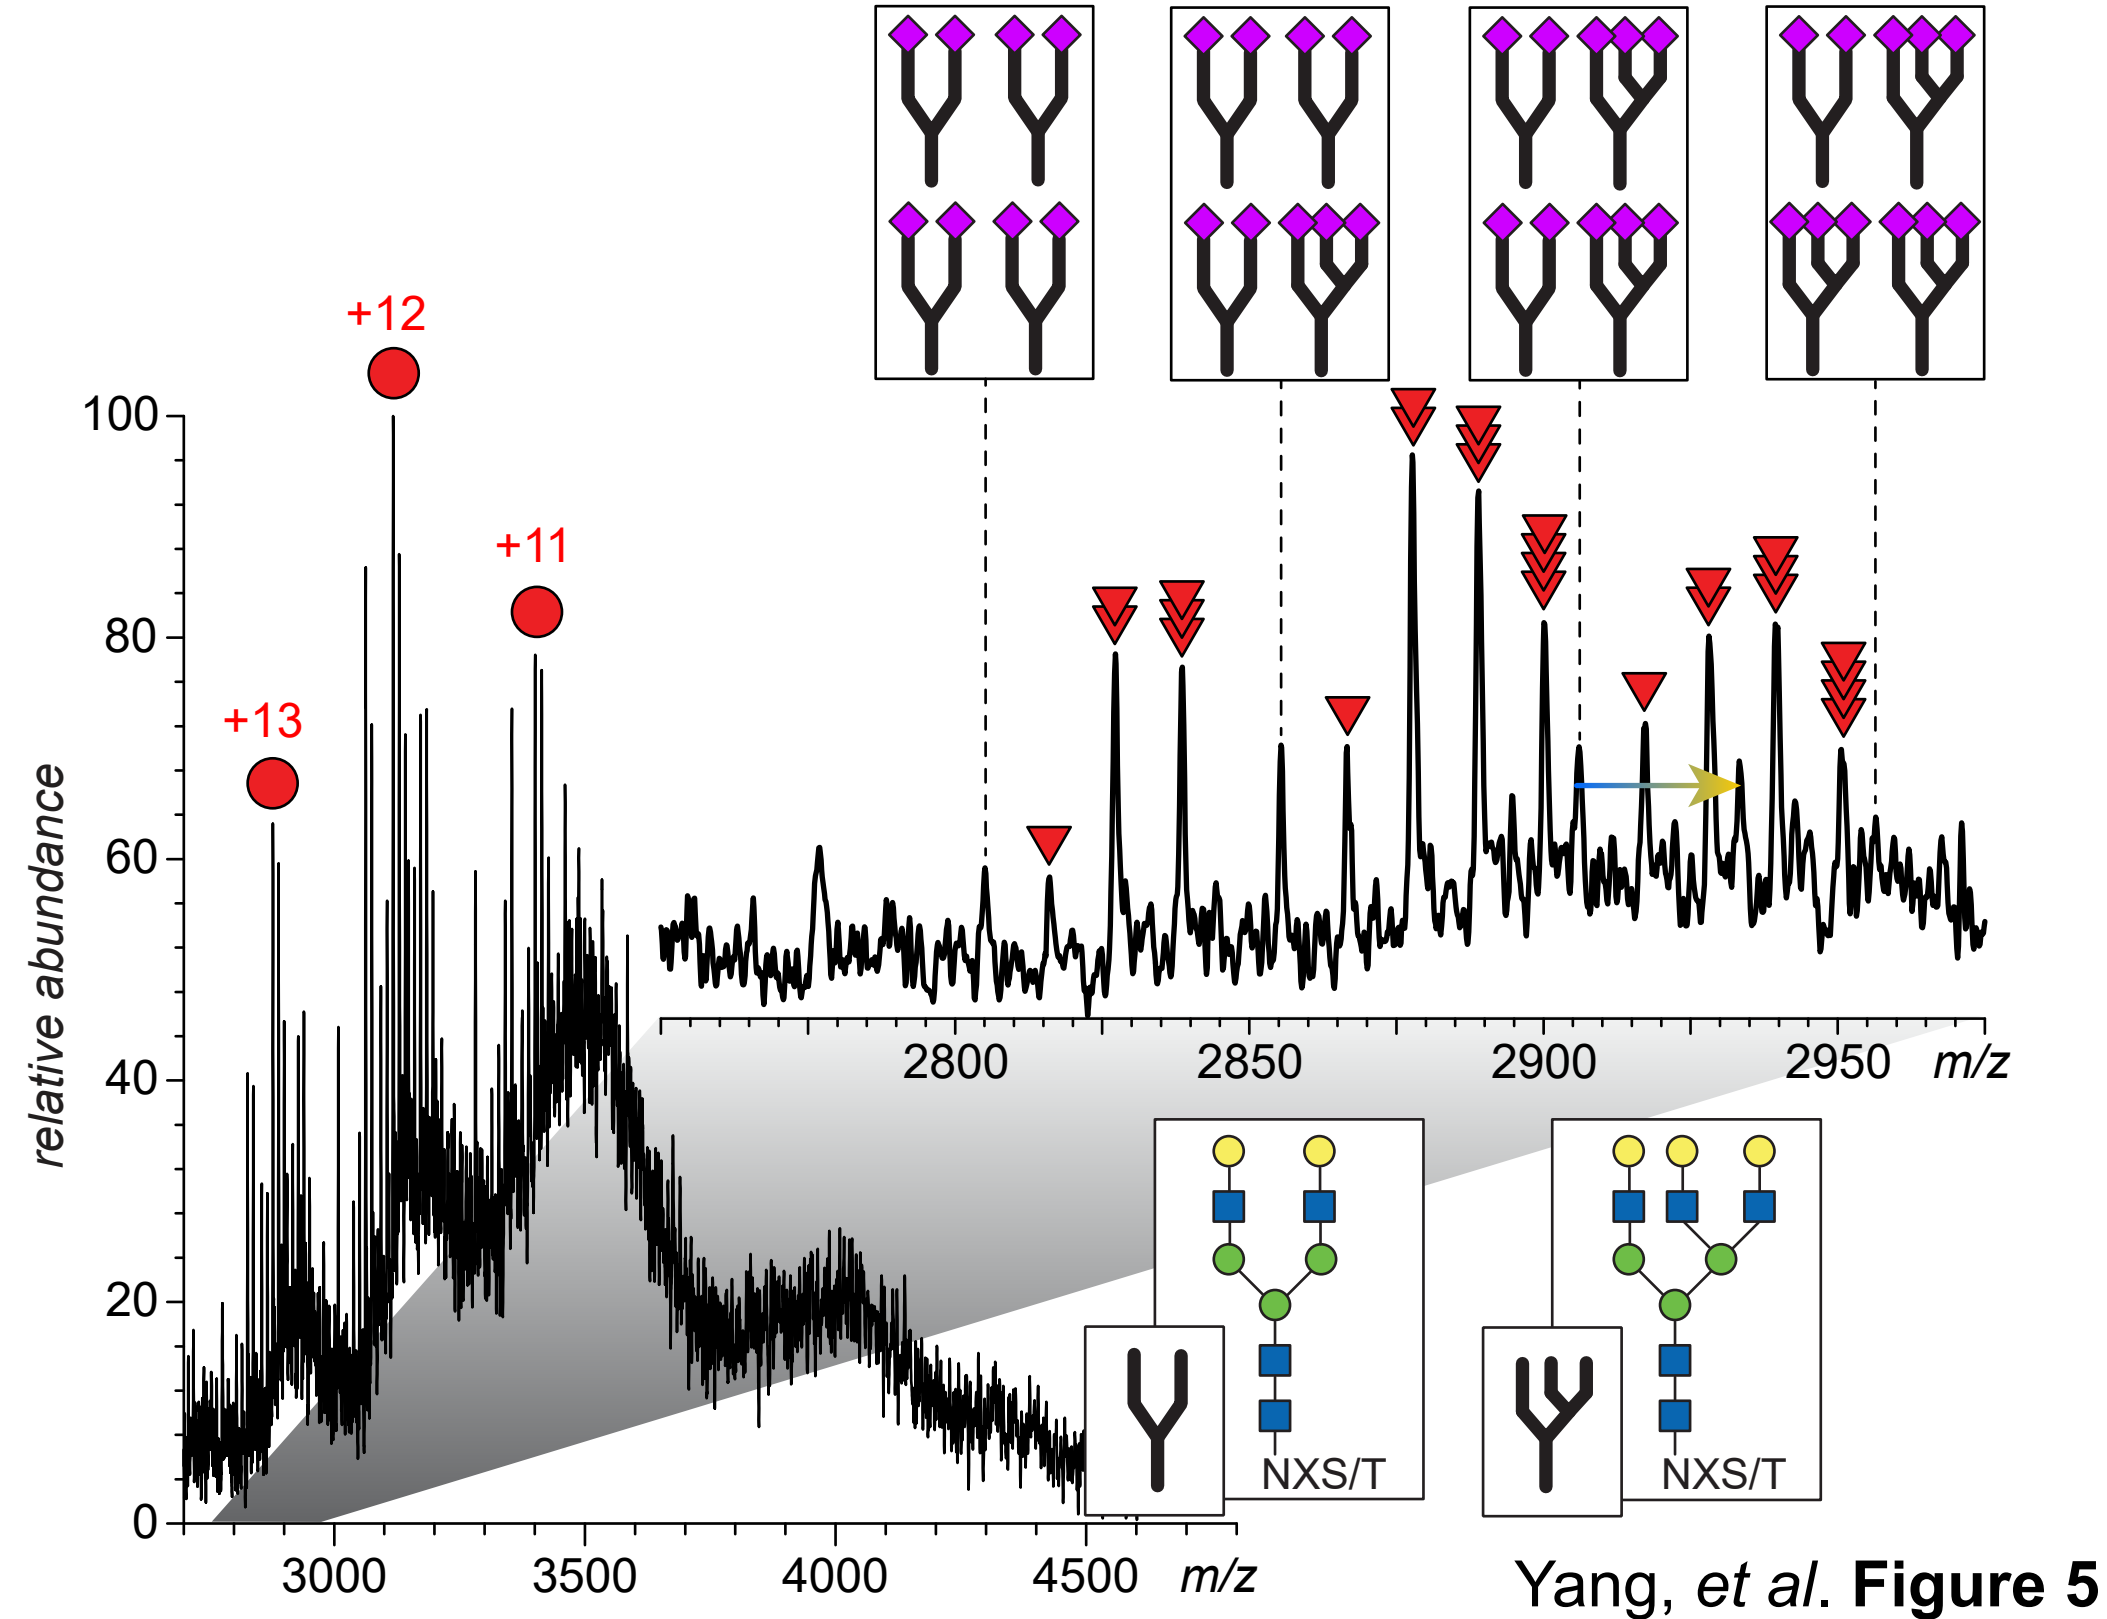 +12
+11
+13
relative abundance
100
80
60
40
20
0
2800 2850 2900 2950 m/z
NXS/T NXS/T
3000 3500 4000 4500 m/z
Yang, et al. Figure 5